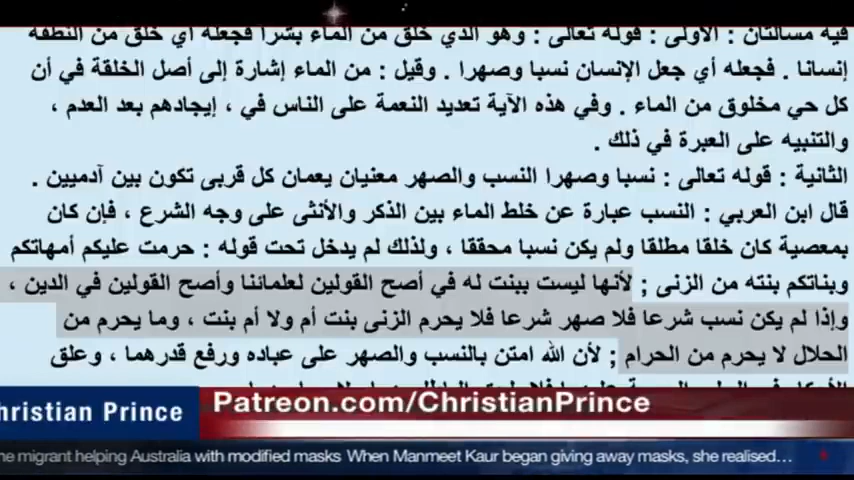 فيه مسألتان : الأولى : قوله تعالى : وهو الذي خلق من الماء بشرا فجعله أي خلق من النطفة
إنسانا . فجعله أي جعل الإنسان نسبا وصهرا . وقيل : من الماء إشارة إلى أصل الخلقة في أن
كل حي مخلوق من الماء . وفي هذه الآية تعديد النعمة على الناس في ، إيجادهم بعد العدم ،
والتنبيه على العبرة في ذلك .
الثانية : قوله تعالى : نسبا وصهرا النسب والصهر معنيان يعمان كل قربى تكون بين آدميين .
قال ابن العربي : النسب عبارة عن خلط الماء بين الذكر والأنثى على وجه الشرع ، فإن كان
بمعصية كان خلقا مطلقا ولم يكن نسبا محققا ، ولذلك لم يدخل تحت قوله : حرمت عليكم أمهاتكم
وبناتكم بنته من الزنى ; لأنها ليست ببنت له في أصح القولين لعلمائنا وأصح القولين في الدين ،
وإذا لم يكن نسب شرعا فلا صهر شرعا فلا يحرم الزنى بنت أم ولا أم بنت ، وما يحرم من
الحلال لا يحرم من الحرام ; لأن الله امتن بالنسب والصهر على عباده ورفع قدرهما ، وعلق
hristian Prince
Patreon.com/ChristianPrince
ne migrant helping Australia with modified masks When Manmeet Kaur began giving away masks, she realised…